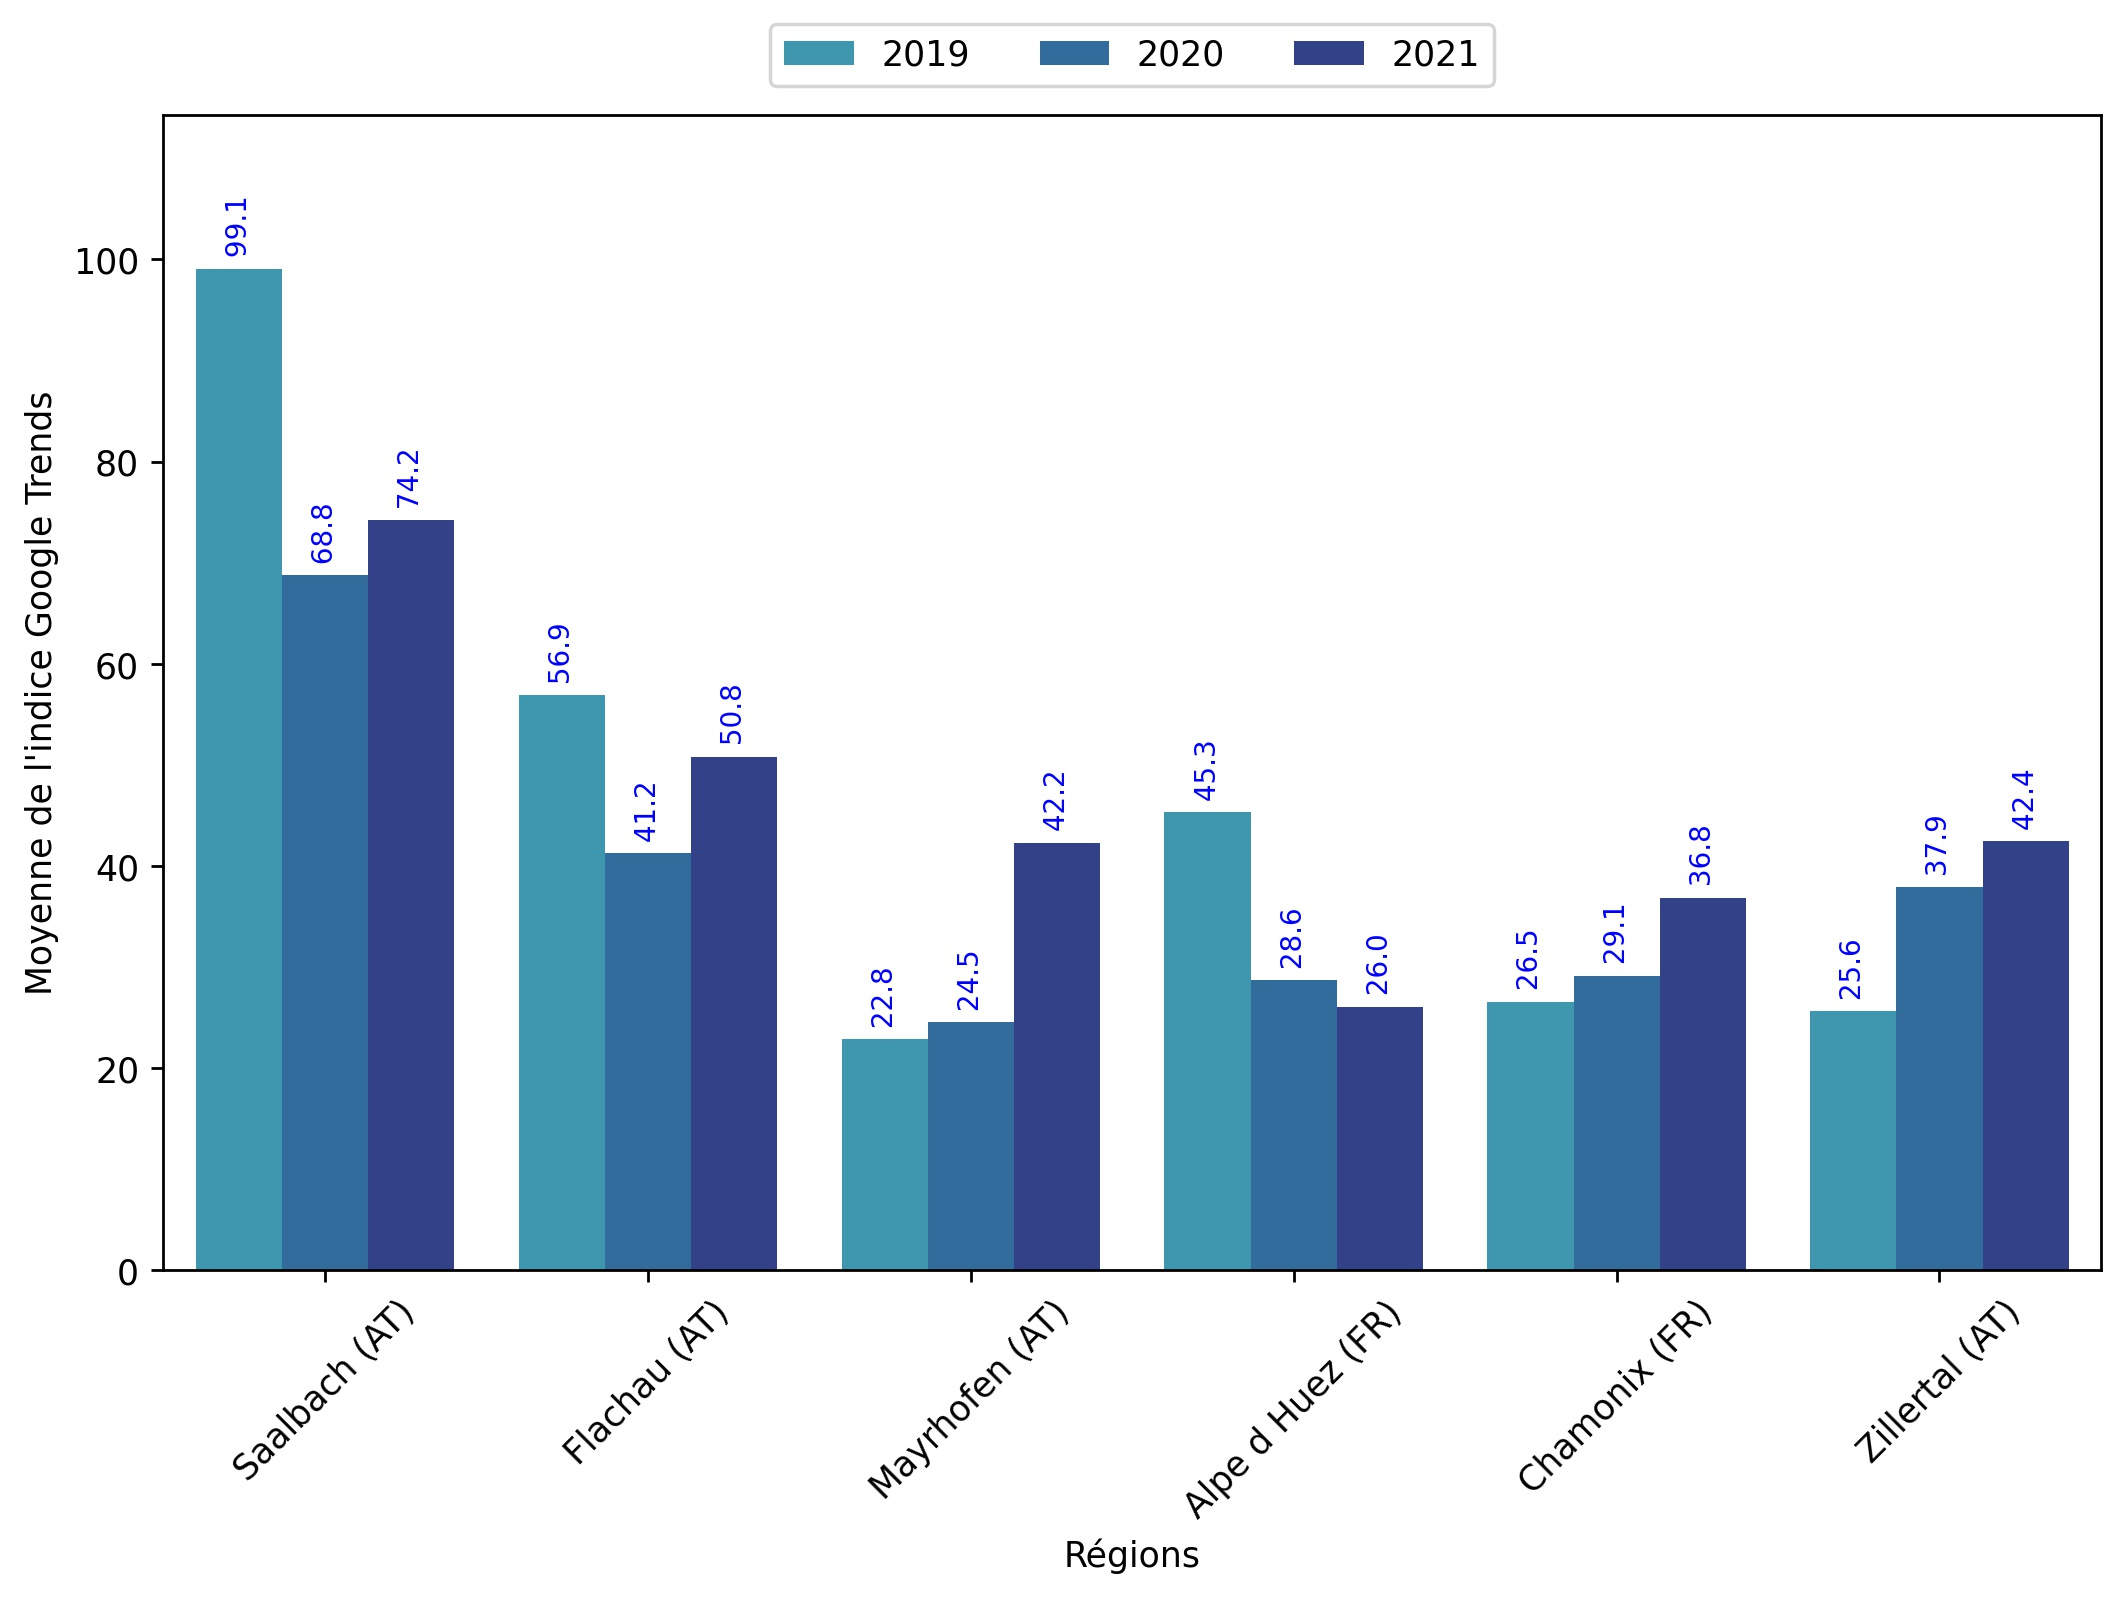 2019 2020 2021
Moyenne de l'indice Google Trends
100
80
60
40
20
0
99.1 68.8 74.2
56.9 41.2 50.8
22.8 24.5 42.2
45.3 28.6 26.0
26.5 29.1 36.8
25.6 37.9 42.4
Saalbach (AT)
Flachau (AT)
Mayrhofen (AT)
Alpe d Huez (FR)
Chamonix (FR)
Zillertal (AT)
Régions